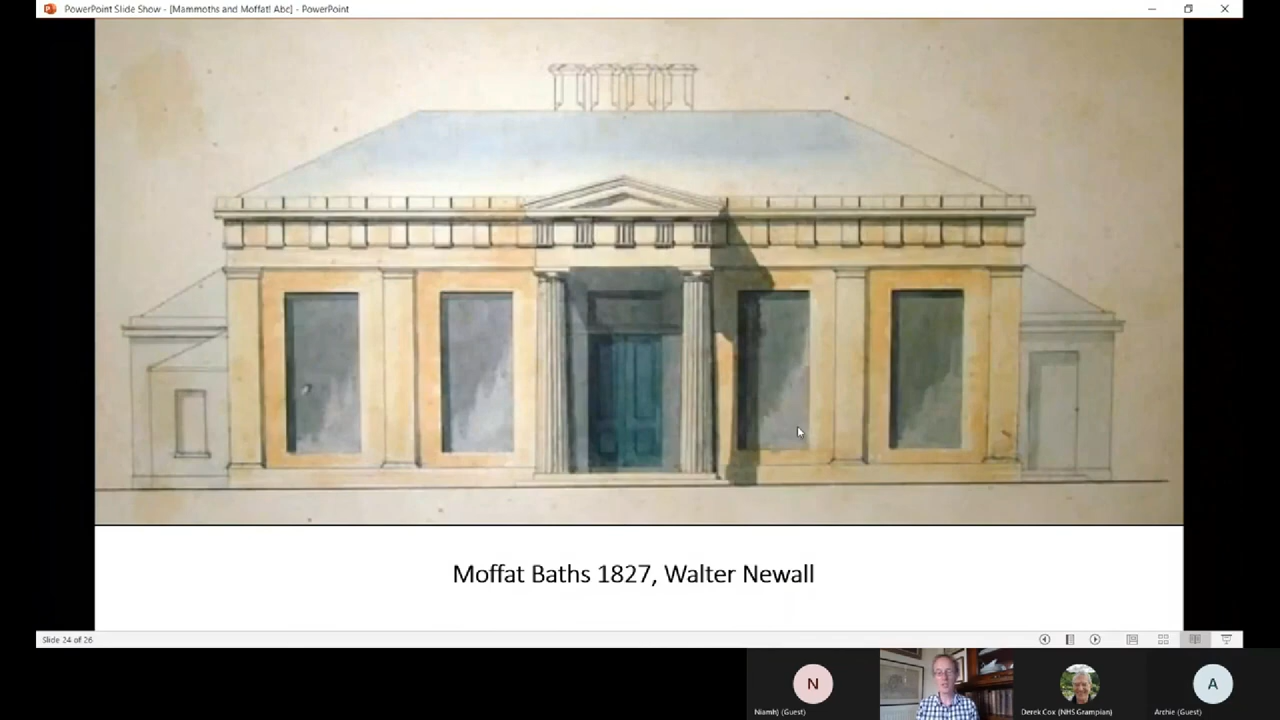 PowerPoint Slide Show - [Mammoths and Moffat! Abc] - PowerPoint
Moffat Baths 1827, Walter Newall
Slide 24 of 26
N
A
Niamhj (Guest)
Derek Cox (NHS Grampian)
Archie (Guest)